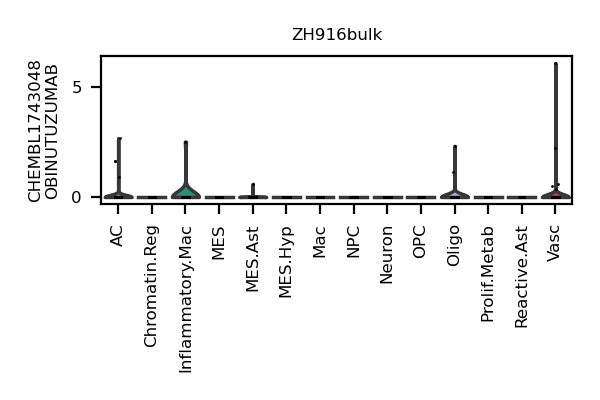 ZH916bulk
CHEMBL1743048
OBINUTUZUMAB
5
0
AC
Chromatin.Reg
Inflammatory.Mac
MES
MES.Ast
MES.Hyp
Mac
NPC
Neuron
OPC
Oligo
Prolif.Metab
Reactive.Ast
Vasc